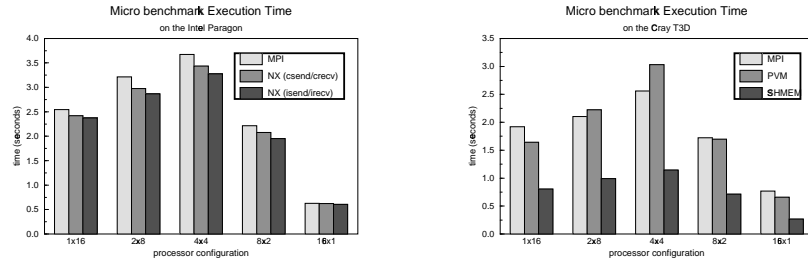 Micro benchmark Execution Time
on the Intel Paragon
4.0
3.5
3.0
2.5
2.0
1.5
1.0
0.5
0.0
time (seconds)
MPI
NX (csend/crecv)
NX (isend/irecv)
1x16
2x8
4x4
8x2
16x1
processor configuration
Micro benchmark Execution Time
on the Cray T3D
3.5
3.0
2.5
2.0
1.5
1.0
0.5
0.0
time (seconds)
MPI
PVM
SHMEM
1x16
2x8
4x4
8x2
16x1
processor configuration